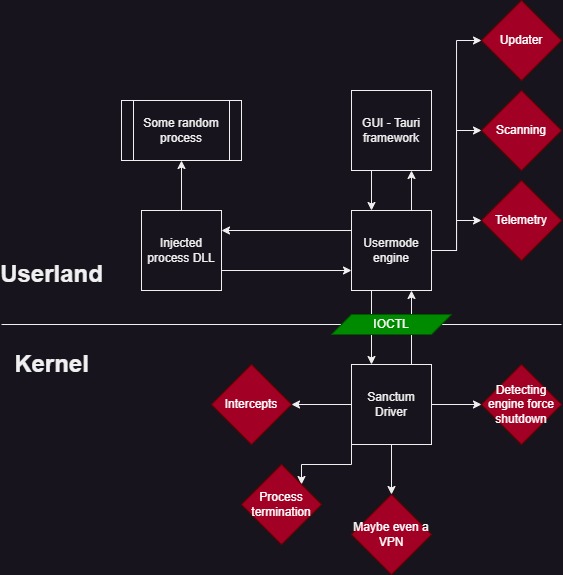 Updater
Some random
process
GUI - Tauri
framework
Scanning
Telemetry
Injected
process DLL
Usermode
engine
Userland
IOCTL
Kernel
Intercepts
Sanctum
Driver
Detecting
engine force
shutdown
Process
termination
Maybe even a
VPN